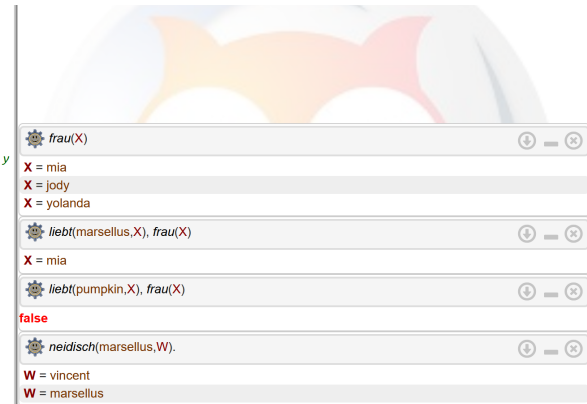 frau(X)
y
X = mia
X = jody
X = yolanda
liebt(marsellus,X), frau(X)
X = mia
liebt(pumpkin,X), frau(X)
false
neidisch(marsellus,W).
W = vincent
W = marsellus